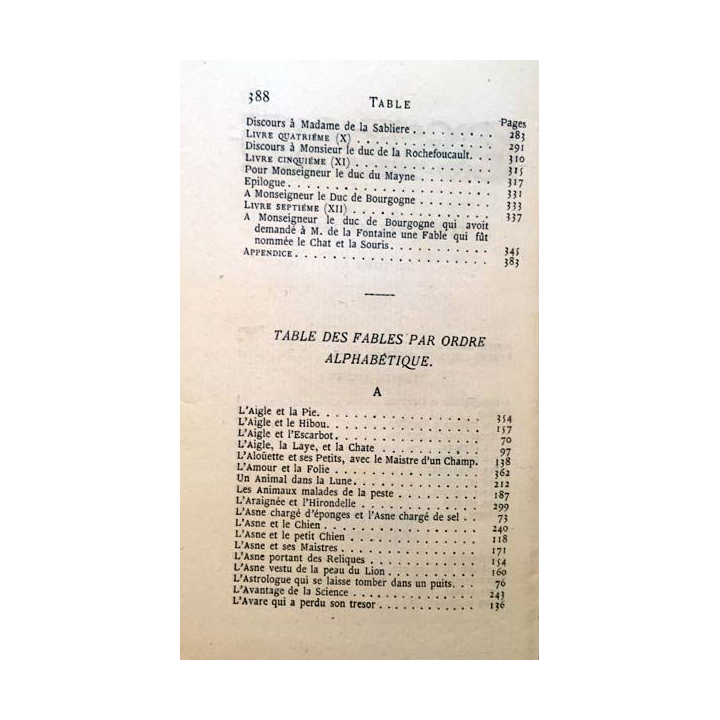 388 TABLE
Pages
Discours à Madame de la Sabliere . . . . . . . . . 283
LIVRE QUATRIÉME (X) . . . . . . . . . . . . . . 291
Discours à Monsieur le duc de la Rochefoucault. . . 310
LIVRE CINQUIÉME (XI) . . . . . . . . . . . . . . 315
Pour Monseigneur le duc du Mayne . . . . . . . . 317
Epilogue . . . . . . . . . . . . . . . . . . . . 331
A Monseigneur le Duc de Bourgogne . . . . . . . . 333
LIVRE SEPTIÉME (XII) . . . . . . . . . . . . . . 337
A Monseigneur le duc de Bourgogne qui avoit
demandé à M. de la Fontaine une Fable qui fût
nommée le Chat et la Souris . . . . . . . . . . . 345
APPENDICE . . . . . . . . . . . . . . . . . . . 383
TABLE DES FABLES PAR ORDRE
ALPHABÉTIQUE.
A
L'Aigle et la Pie. . . . . . . . . . . . . . . . 354
L'Aigle et le Hibou. . . . . . . . . . . . . . . 157
L'Aigle et l'Escarbot . . . . . . . . . . . . . . 70
L'Aigle, la Laye, et la Chate . . . . . . . . . . 97
L'Aloüette et ses Petits, avec le Maistre d'un Champ. 138
L'Amour et la Folie . . . . . . . . . . . . . . . 362
Un Animal dans la Lune. . . . . . . . . . . . . . 212
Les Animaux malades de la peste . . . . . . . . . 187
L'Araignée et l'Hirondelle . . . . . . . . . . . 299
L'Asne chargé d'éponges et l'Asne chargé de sel . . 73
L'Asne et le Chien . . . . . . . . . . . . . . . 240
L'Asne et le petit Chien . . . . . . . . . . . . 118
L'Asne et ses Maistres . . . . . . . . . . . . . 171
L'Asne portant des Reliques . . . . . . . . . . . 154
L'Asne vestu de la peau du Lion . . . . . . . . . 160
L'Astrologue qui se laisse tomber dans un puits. . . 76
L'Avantage de la Science . . . . . . . . . . . . 243
L'Avare qui a perdu son tresor . . . . . . . . . 136